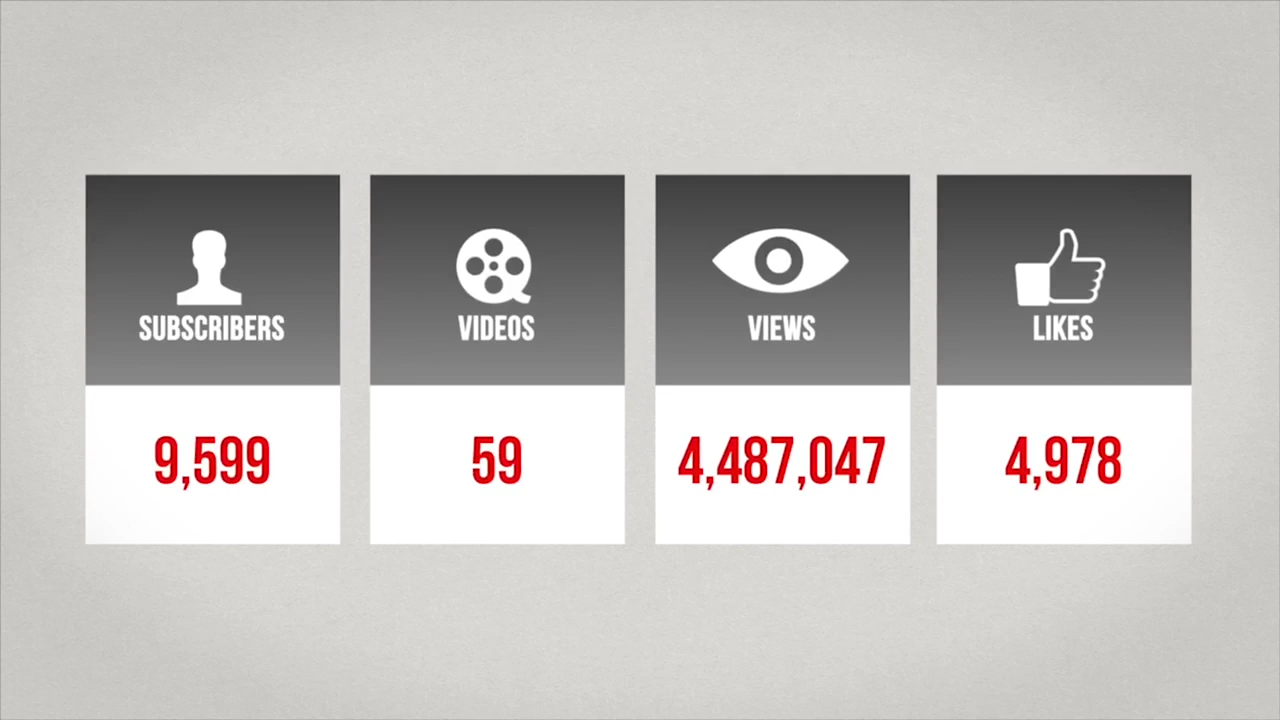 SUBSCRIBERS
VIDEOS
VIEWS
LIKES
9,599
59
4,487,047
4,978